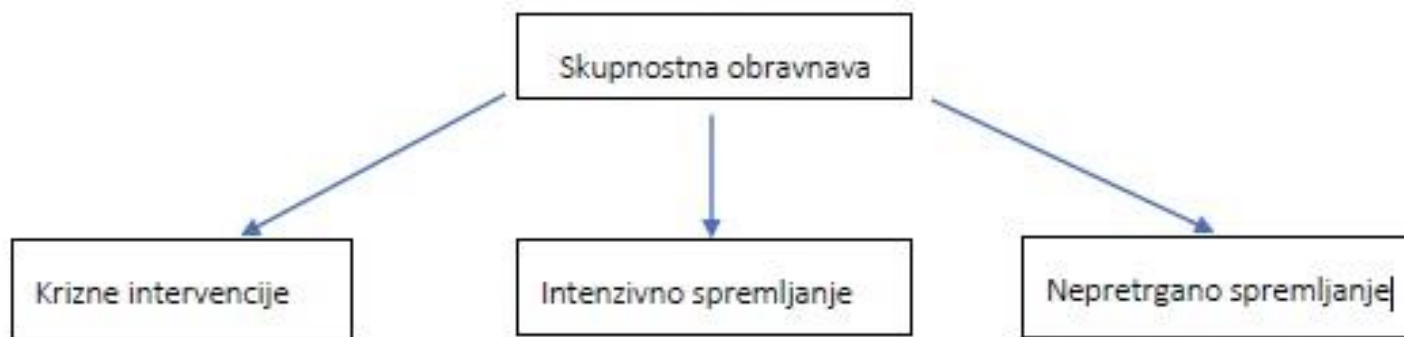 Skupnostna obravnava
Krizne intervencije
Intenzivno spremljanje
Nepretrgano spremljanje